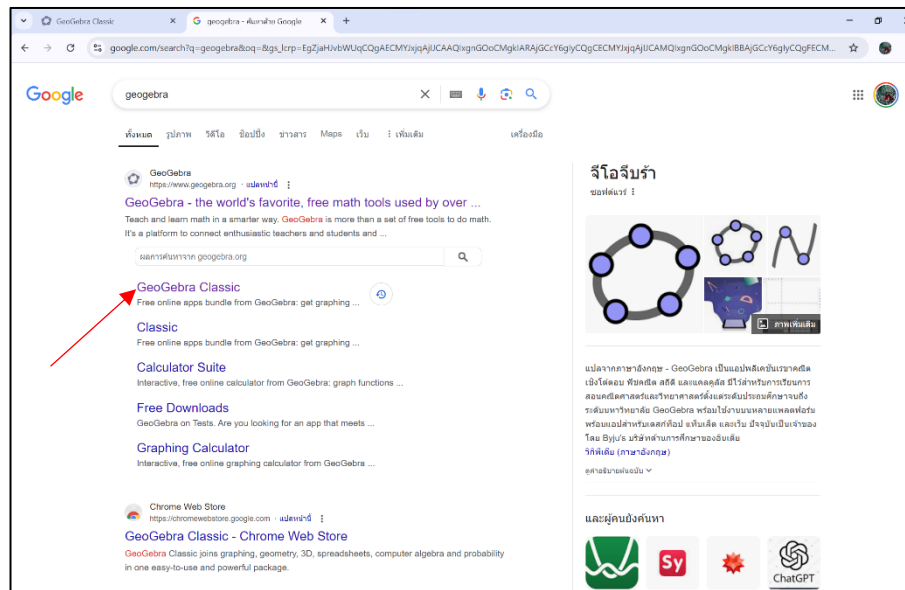 GeoGebra Classic
geogebra - ค้นหาด้วย Google
google.com/search?q=geogebra&oq=&gs_lcrp=EgZjaHJvbWUqCQgAECMYJxjqAjUCAAQIxgnGOoCMgkIARAjGCcY6gIyCQgCECMYJxjqAjUCAMQIxgnGOoCMgkIBBAjGCcY6gIyCQgFECM...
Google
geogebra
ทั้งหมด รูปภาพ วิดีโอ ช้อปปิ้ง ข่าวสาร Maps เว็บ เพิ่มเติม เครื่องมือ
GeoGebra
https://www.geogebra.org · แปลหน้านี้
GeoGebra - the world's favorite, free math tools used by over ...
Teach and learn math in a smarter way. GeoGebra is more than a set of free tools to do math.
It's a platform to connect enthusiastic teachers and students and ...
ผลการค้นหาจาก geogebra.org
GeoGebra Classic
Free online apps bundle from GeoGebra: get graphing ...
Classic
Free online apps bundle from GeoGebra: get graphing ...
Calculator Suite
Interactive, free online calculator from GeoGebra: graph functions ...
Free Downloads
GeoGebra on Tests. Are you looking for an app that meets ...
Graphing Calculator
Interactive, free online graphing calculator from GeoGebra ...
Chrome Web Store
https://chromewebstore.google.com · แปลหน้านี้
GeoGebra Classic - Chrome Web Store
GeoGebra Classic joins graphing, geometry, 3D, spreadsheets, computer algebra and probability
in one easy-to-use and powerful package.
จีโอจีบร้า
ซอฟต์แวร์
ภาพเพิ่มเติม
แปลจากภาษาอังกฤษ - GeoGebra เป็นแอปพลิเคชันเรขาคณิต
เชิงโต้ตอบ พีชคณิต สถิติ และแคลคูลัส มีไว้สำหรับการเรียนการ
สอนคณิตศาสตร์และวิทยาศาสตร์ตั้งแต่ระดับประถมศึกษาจนถึง
ระดับมหาวิทยาลัย GeoGebra พร้อมใช้งานบนหลายแพลตฟอร์ม
พร้อมแอปสำหรับเดสก์ท็อป แท็บเล็ต และเว็บ ปัจจุบันเป็นเจ้าของ
โดย Byju's บริษัทด้านการศึกษาของอินเดีย
วิกิพีเดีย (ภาษาอังกฤษ)
ดูคำอธิบายต้นฉบับ
และผู้คนยังค้นหา
Sy
ChatGPT